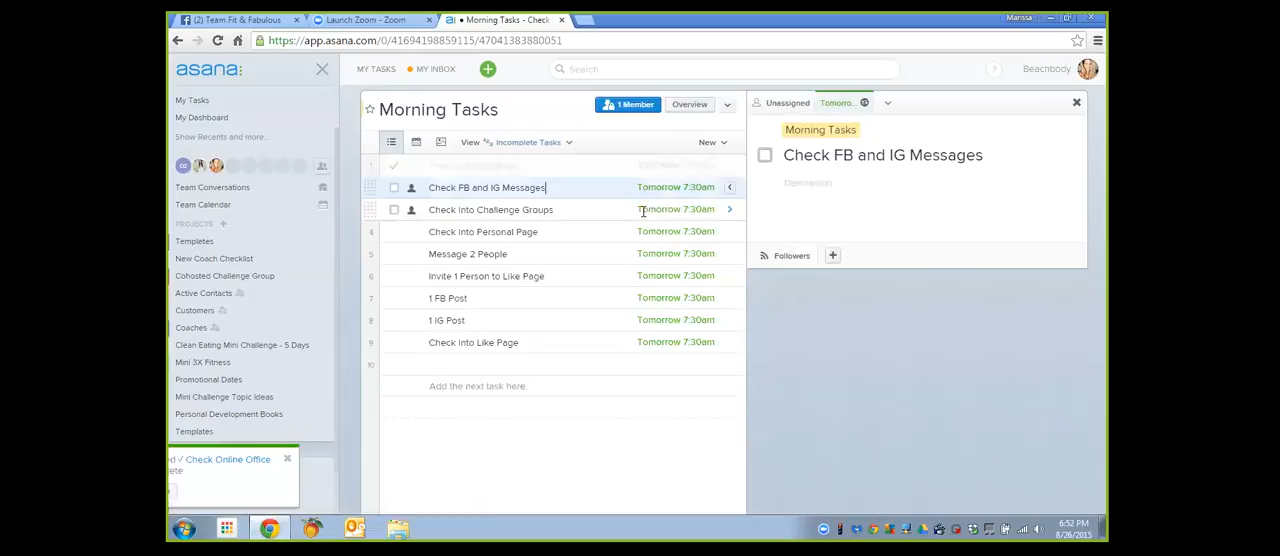 (2) Team Fit & Fabulous
Launch Zoom - Zoom
Morning Tasks - Check
Marissa
https://app.asana.com/0/41694198859115/47041383880051
asana:
MY TASKS
MY INBOX
Search
?
Beachbody
My Tasks
My Dashboard
Show Recents and more...
Team Conversations
Team Calendar
PROJECTS +
Templates
New Coach Checklist
Cohosted Challenge Group
Active Contacts
Customers
Coaches
Clean Eating Mini Challenge - 5 Days
Mini 3X Fitness
Promotional Dates
Mini Challenge Topic Ideas
Personal Development Books
Templates
ed ✓ Check Online Office
ete
Morning Tasks
1 Member
Overview
View Incomplete Tasks
New
1
Check FB and IG Messages Tomorrow 7:30am
Check Into Challenge Groups Tomorrow 7:30am
4 Check Into Personal Page Tomorrow 7:30am
5 Message 2 People Tomorrow 7:30am
6 Invite 1 Person to Like Page Tomorrow 7:30am
7 1 FB Post Tomorrow 7:30am
8 1 IG Post Tomorrow 7:30am
9 Check Into Like Page Tomorrow 7:30am
10
Add the next task here.
Unassigned
Tomorro...
Morning Tasks
Check FB and IG Messages
Description
Followers
6:52 PM
8/26/2015